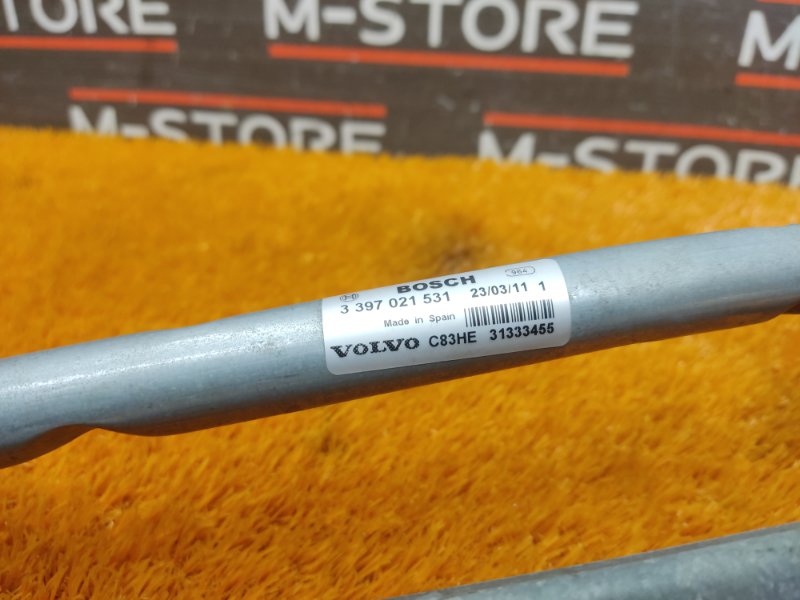 M-STORE
M-STORE
M-STORE
BOSCH 964
3 397 021 531 23/03/11 1
Made in Spain
VOLVO C83HE 31333455